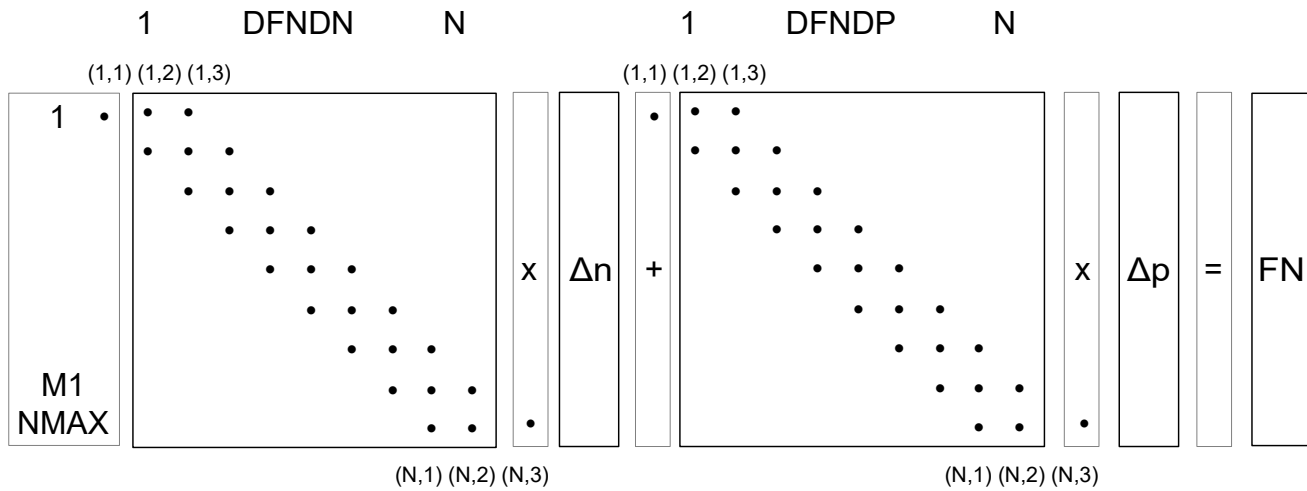 1 DFNDN N 1 DFNDP N
(1,1) (1,2) (1,3) (1,1) (1,2) (1,3)
1
x Δn + x Δp = FN
M1
NMAX
(N,1) (N,2) (N,3) (N,1) (N,2) (N,3)